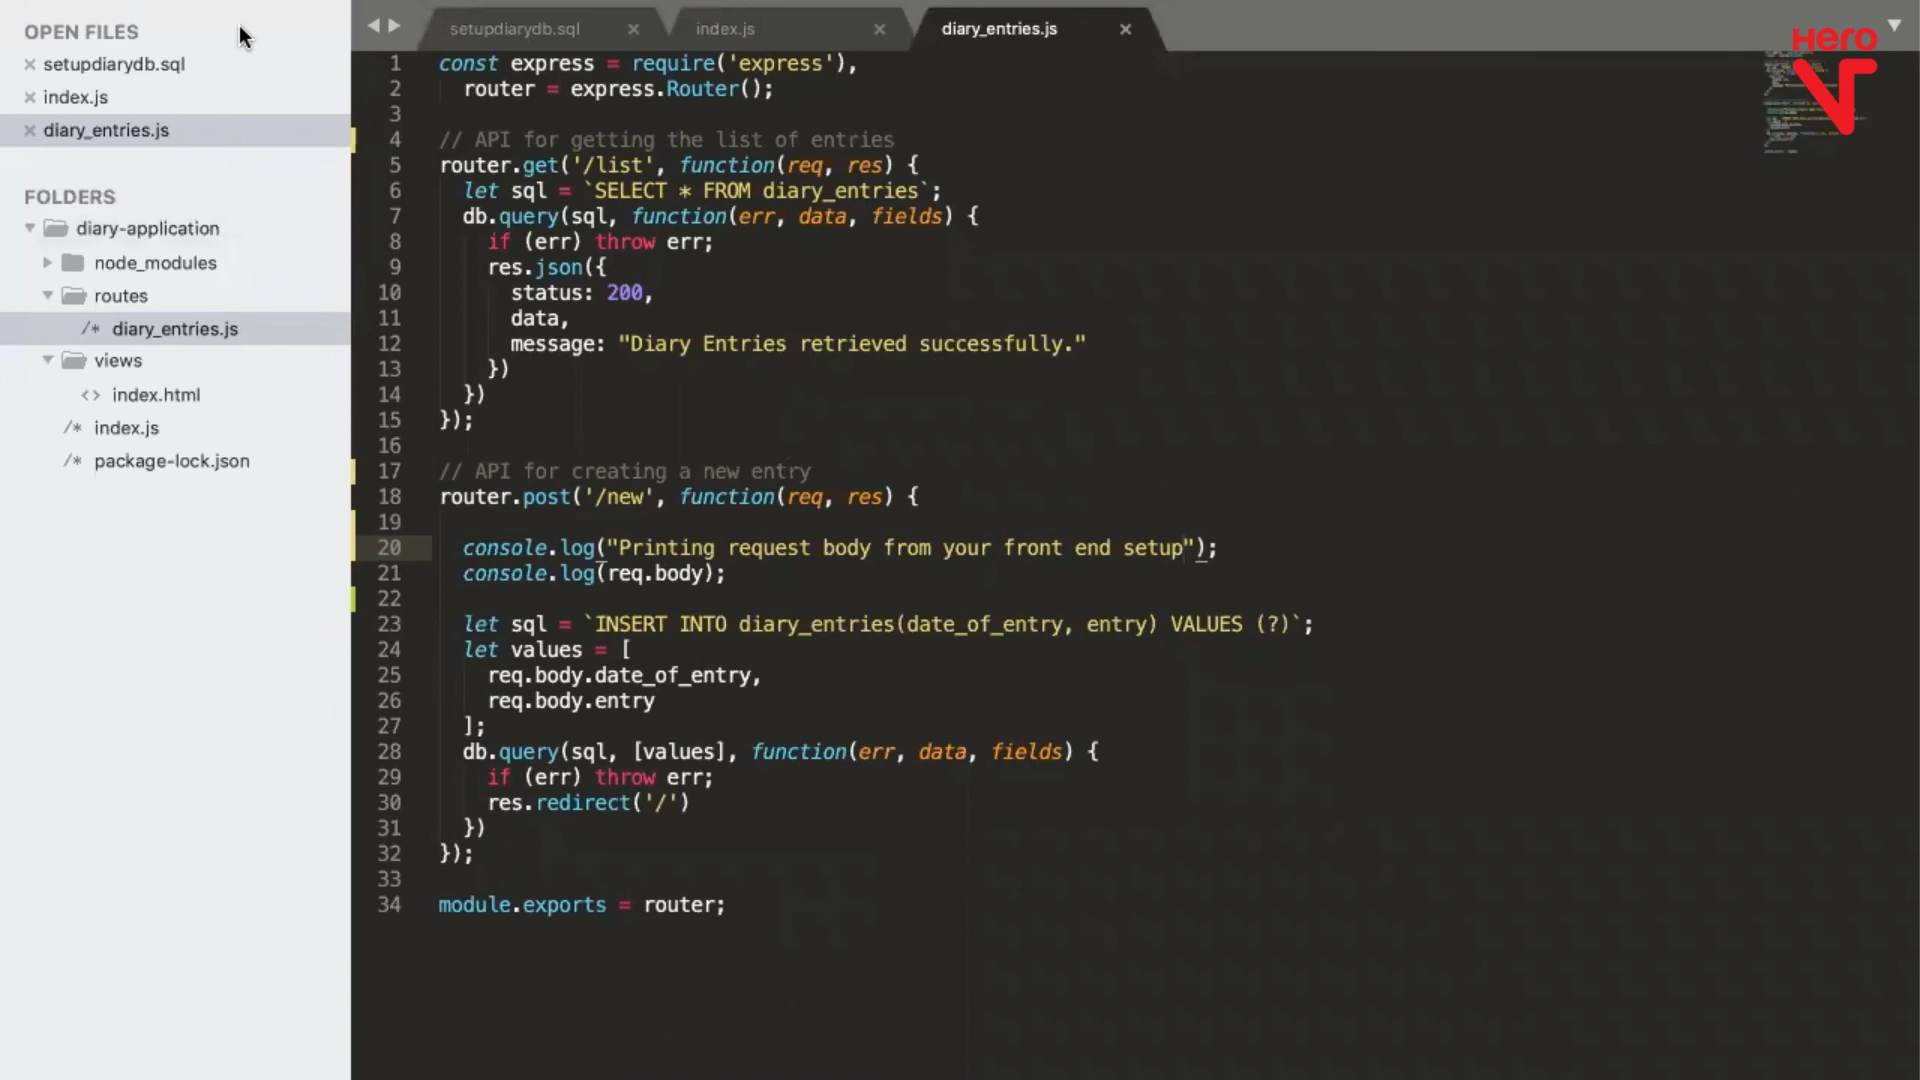 OPEN FILES
setupdiarydb.sql
index.js
diary_entries.js
FOLDERS
diary-application
node_modules
routes
/* diary_entries.js
views
<> index.html
/* index.js
/* package-lock.json
setupdiarydb.sql
index.js
diary_entries.js
Hero
1 const express = require('express'),
2 router = express.Router();
3
4 // API for getting the list of entries
5 router.get('/list', function(req, res) {
6 let sql = `SELECT * FROM diary_entries`;
7 db.query(sql, function(err, data, fields) {
8 if (err) throw err;
9 res.json({
10 status: 200,
11 data,
12 message: "Diary Entries retrieved successfully."
13 })
14 })
15 });
16
17 // API for creating a new entry
18 router.post('/new', function(req, res) {
19
20 console.log("Printing request body from your front end setup");
21 console.log(req.body);
22
23 let sql = `INSERT INTO diary_entries(date_of_entry, entry) VALUES (?)`;
24 let values = [
25 req.body.date_of_entry,
26 req.body.entry
27 ];
28 db.query(sql, [values], function(err, data, fields) {
29 if (err) throw err;
30 res.redirect('/')
31 })
32 });
33
34 module.exports = router;